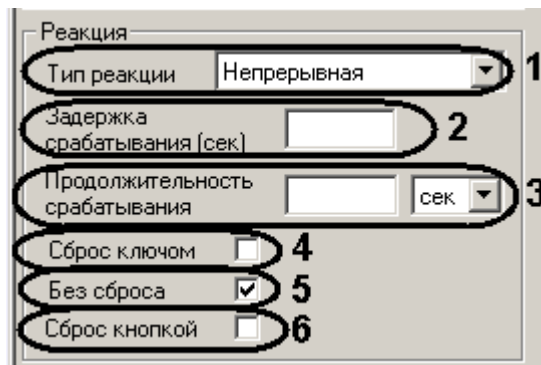 Реакция
Тип реакции Непрерывная 1
Задержка
срабатывания (сек) 2
Продолжительность
срабатывания сек 3
Сброс ключом 4
Без сброса 5
Сброс кнопкой 6